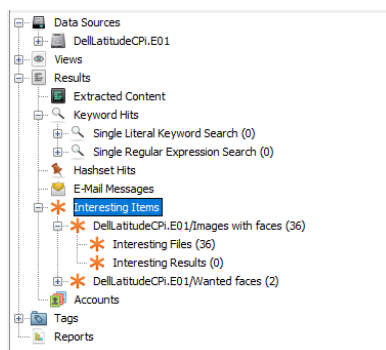 Data Sources
DellLatitudeCPi.E01
Views
Results
Extracted Content
Keyword Hits
Single Literal Keyword Search (0)
Single Regular Expression Search (0)
Hashset Hits
E-Mail Messages
Interesting Items
DellLatitudeCPi.E01/Images with faces (36)
Interesting Files (36)
Interesting Results (0)
DellLatitudeCPi.E01/Wanted faces (2)
Accounts
Tags
Reports